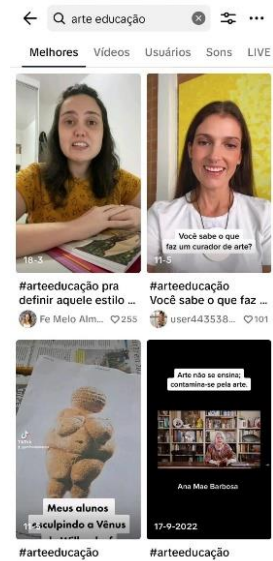 arte educação
Melhores Vídeos Usuários Sons LIVE
18-3
Você sabe o que
faz um curador de arte?
11-5
#arteeducação pra
definir aquele estilo ...
Fe Melo Alm... 255
#arteeducação
Você sabe o que faz ...
user443538... 101
TikTok
Meus alunos
esculpindo a Vênus
Arte não se ensina;
contamina-se pela arte.
Ana Mae Barbosa
17-9-2022
#arteeducação
#arteeducação